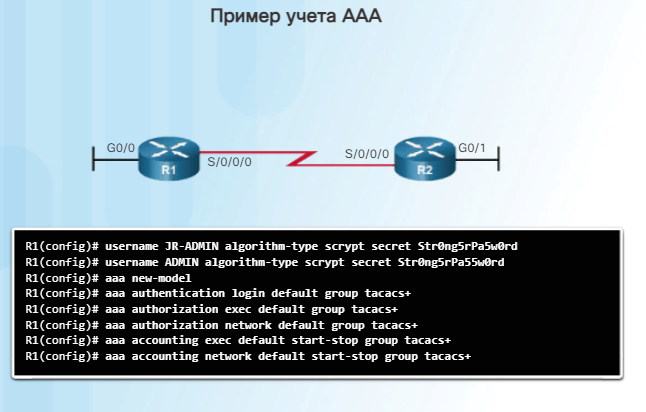 Пример учета AAA
G0/0
S/0/0/0
S/0/0/0
G0/1
R1
R2
R1(config)# username JR-ADMIN algorithm-type scrypt secret Str0ng5rPa5w0rd
R1(config)# username ADMIN algorithm-type scrypt secret Str0ng5rPa55w0rd
R1(config)# aaa new-model
R1(config)# aaa authentication login default group tacacs+
R1(config)# aaa authorization exec default group tacacs+
R1(config)# aaa authorization network default group tacacs+
R1(config)# aaa accounting exec default start-stop group tacacs+
R1(config)# aaa accounting network default start-stop group tacacs+